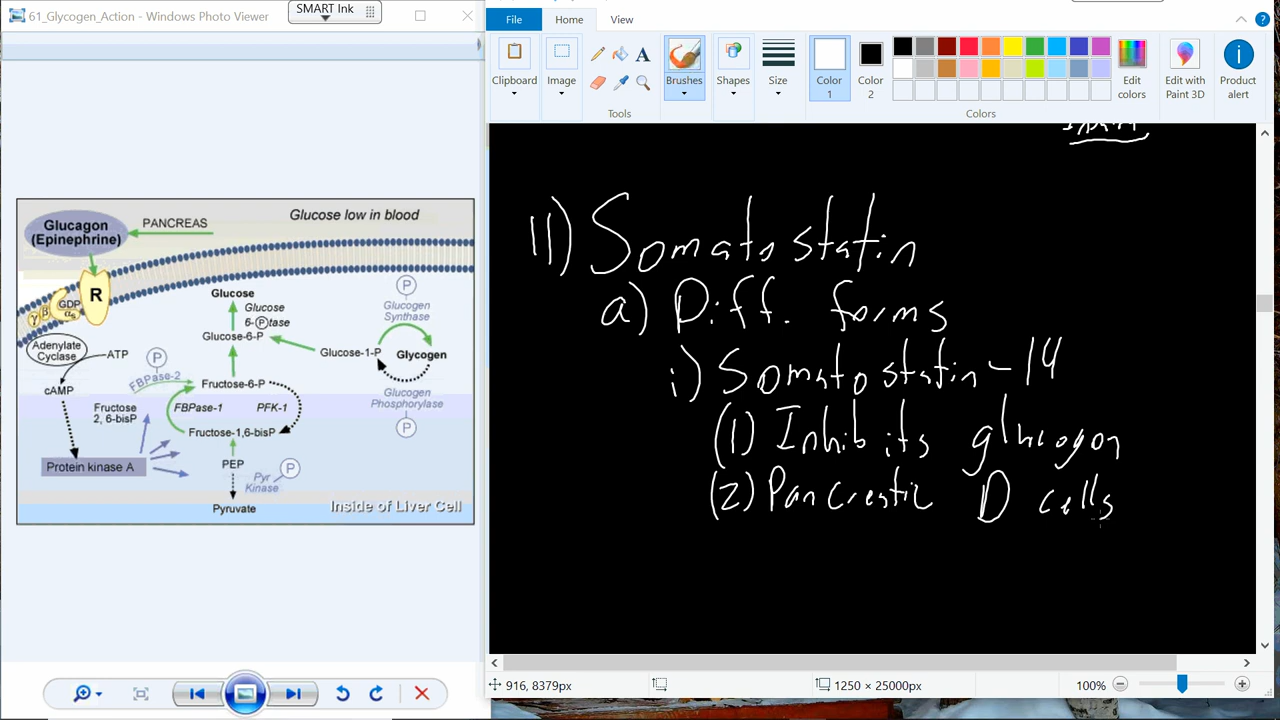 61_Glycogen_Action - Windows Photo Viewer
SMART Ink
Glucagon
(Epinephrine)
PANCREAS
Glucose low in blood
R
GDP
γ β α
Adenylate
Cyclase
ATP
cAMP
Protein kinase A
Glucose
Glucose
6-Ptase
Glucose-6-P
Glucose-1-P
Glycogen
P
Glucogen
Synthase
Glucogen
Phosphorylase
P
P
FBPase-2
Fructose-6-P
Fructose
2, 6-bisP
FBPase-1
PFK-1
Fructose-1,6-bisP
PEP
Pyr
Kinase
P
Pyruvate
Inside of Liver Cell
File
Home
View
Clipboard
Image
Tools
Brushes
Shapes
Size
Color
1
Color
2
Edit
colors
Colors
Edit with
Paint 3D
Product
alert
11) Somatostatin
a) Diff. forms
i) Somatostatin-14
(1) Inhibits glucogon
(2) Pancreatic D cells
916, 8379px
1250 × 25000px
100%